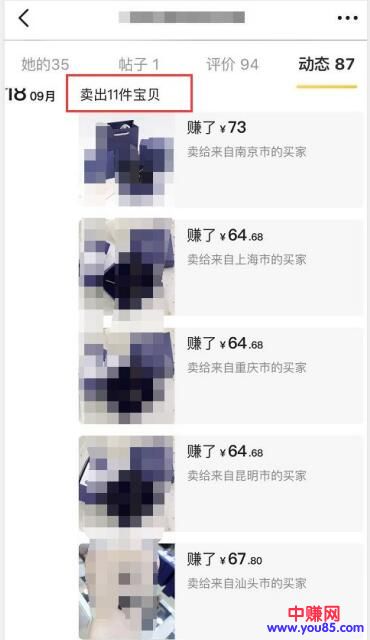 她的35 帖子 1 评价 94 动态 87
18 09月 卖出11件宝贝
赚了 ¥ 73
卖给来自南京市的买家
赚了 ¥ 64.68
卖给来自上海市的买家
赚了 ¥ 64.68
卖给来自重庆市的买家
赚了 ¥ 64.68
卖给来自昆明市的买家
赚了 ¥ 67.80
卖给来自汕头市的买家
中赚网
www.you85.com